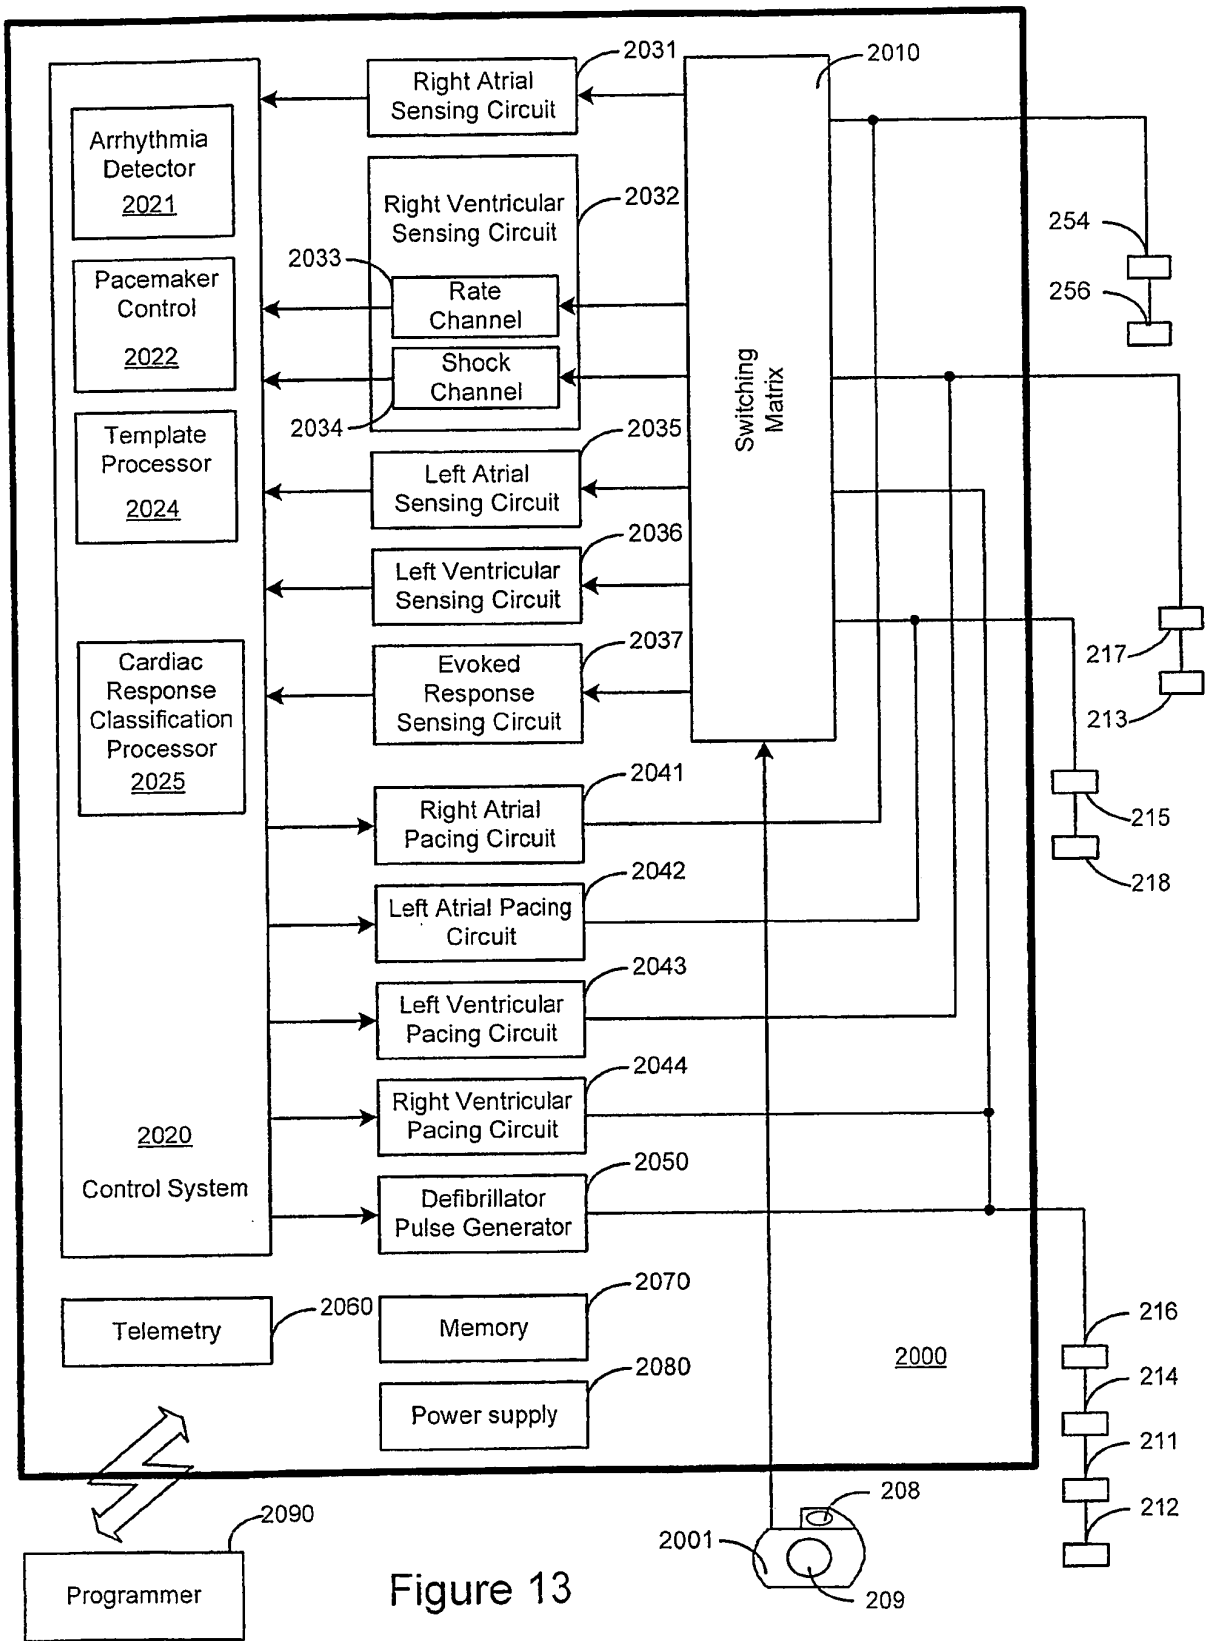 2031
2010
Right Atrial
Sensing Circuit
Arrhythmia
Detector
2021
Right Ventricular
Sensing Circuit
2032
2033
Rate
Channel
Shock
Channel
2034
Pacemaker
Control
2022
Template
Processor
2024
Switching
Matrix
254
256
2035
Left Atrial
Sensing Circuit
2036
Left Ventricular
Sensing Circuit
2037
Evoked
Response
Sensing Circuit
Cardiac
Response
Classification
Processor
2025
217
213
215
218
2041
Right Atrial
Pacing Circuit
2042
Left Atrial Pacing
Circuit
2043
Left Ventricular
Pacing Circuit
2044
Right Ventricular
Pacing Circuit
2020
Control System
2050
Defibrillator
Pulse Generator
Telemetry
2060
2070
Memory
2080
Power supply
2000
216
214
211
212
208
2001
209
2090
Programmer
Figure 13